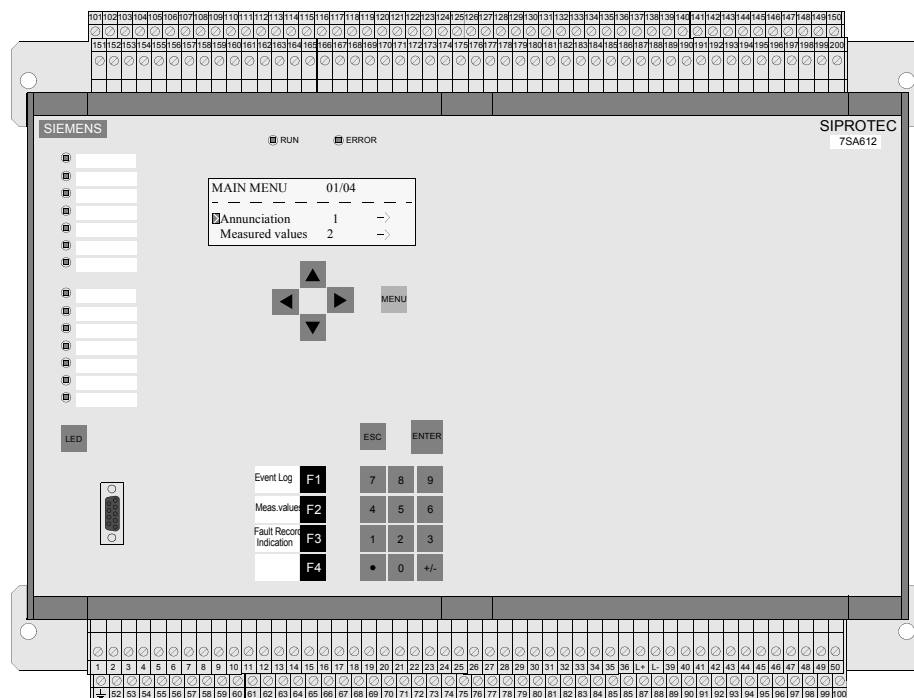 101 102 103 104 105 106 107 108 109 110 111 112 113 114 115 116 117 118 119 120 121 122 123 124 125 126 127 128 129 130 131 132 133 134 135 136 137 138 139 140 141 142 143 144 145 146 147 148 149 150
151 152 153 154 155 156 157 158 159 160 161 162 163 164 165 166 167 168 169 170 171 172 173 174 175 176 177 178 179 180 181 182 183 184 185 186 187 188 189 190 191 192 193 194 195 196 197 198 199 200
SIEMENS
SIPROTEC
7SA612
RUN ERROR
MAIN MENU 01/04
Annunciation 1
Measured values 2
MENU
LED
ESC ENTER
Event Log F1 7 8 9
Meas.values F2 4 5 6
Fault Record
Indication F3 1 2 3
F4 • 0 +/-
1 2 3 4 5 6 7 8 9 10 11 12 13 14 15 16 17 18 19 20 21 22 23 24 25 26 27 28 29 30 31 32 33 34 35 36 L+ L- 39 40 41 42 43 44 45 46 47 48 49 50
52 53 54 55 56 57 58 59 60 61 62 63 64 65 66 67 68 69 70 71 72 73 74 75 76 77 78 79 80 81 82 83 84 85 85 87 88 89 90 91 92 93 94 95 96 97 98 99 100